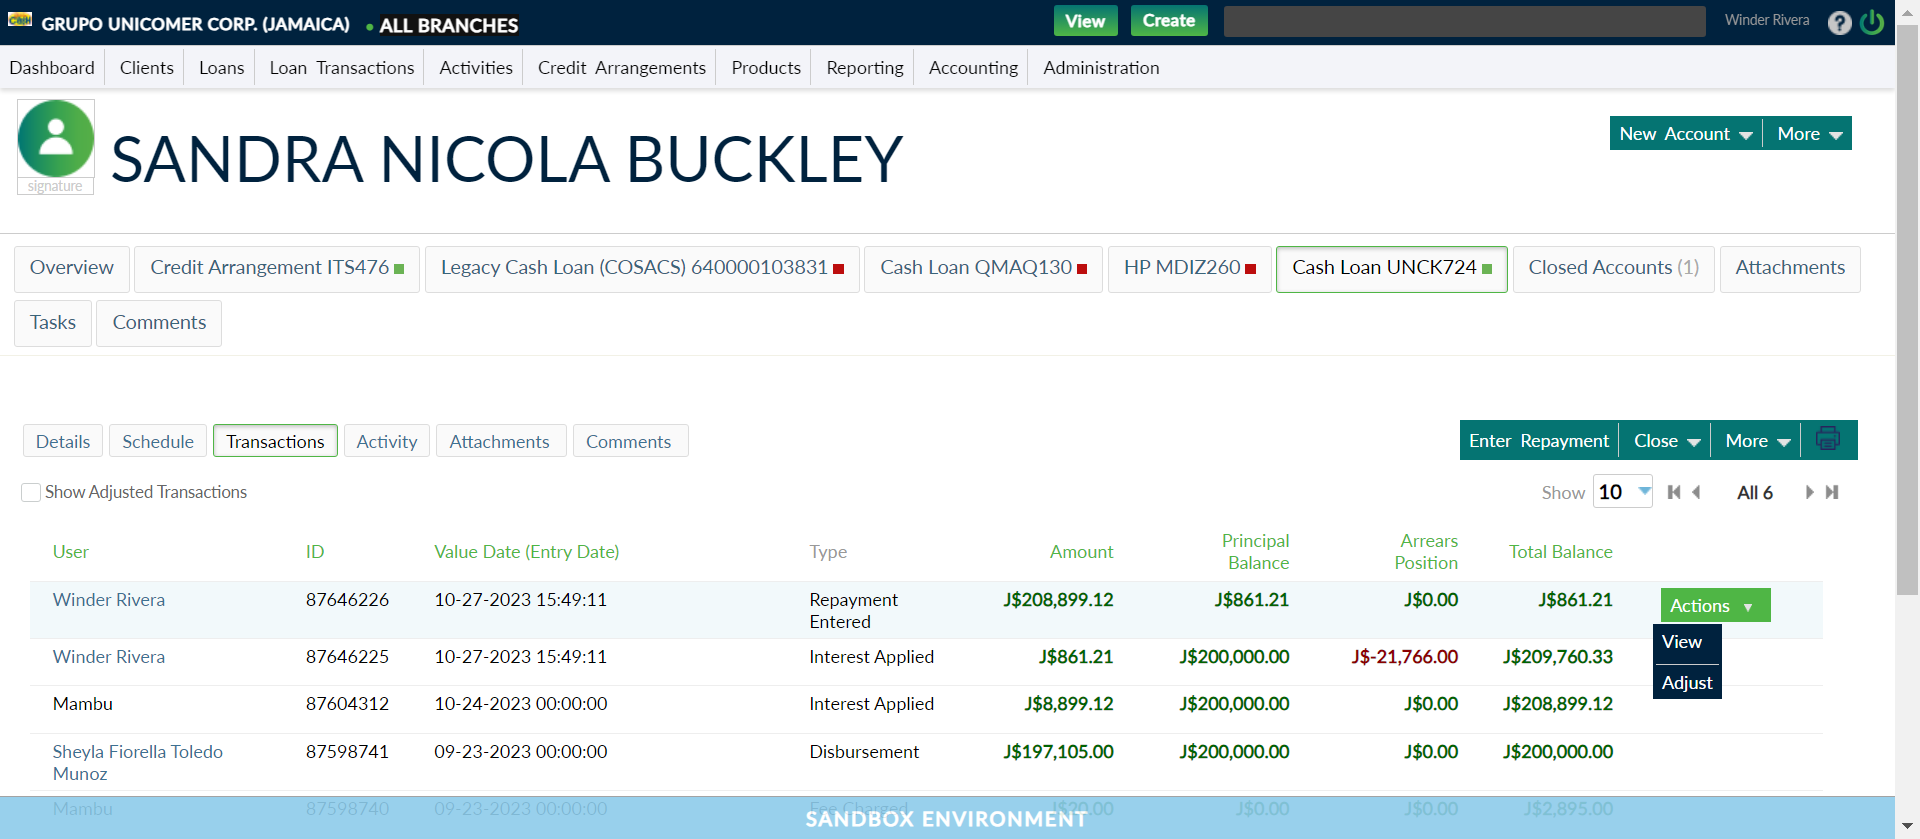 CasH GRUPO UNICOMER CORP. (JAMAICA) • ALL BRANCHES View Create Winder Rivera ?
Dashboard Clients Loans Loan Transactions Activities Credit Arrangements Products Reporting Accounting Administration
SANDRA NICOLA BUCKLEY
signature
New Account More
Overview Credit Arrangement ITS476 Legacy Cash Loan (COSACS) 640000103831 Cash Loan QMAQ130 HP MDIZ260 Cash Loan UNCK724 Closed Accounts (1) Attachments
Tasks Comments
Details Schedule Transactions Activity Attachments Comments Enter Repayment Close More
Show Adjusted Transactions Show 10 All 6
User ID Value Date (Entry Date) Type Amount Principal Balance Arrears Position Total Balance
Winder Rivera 87646226 10-27-2023 15:49:11 Repayment Entered J$208,899.12 J$861.21 J$0.00 J$861.21 Actions
View
Adjust
Winder Rivera 87646225 10-27-2023 15:49:11 Interest Applied J$861.21 J$200,000.00 J$-21,766.00 J$209,760.33
Mambu 87604312 10-24-2023 00:00:00 Interest Applied J$8,899.12 J$200,000.00 J$0.00 J$208,899.12
Sheyla Fiorella Toledo Munoz 87598741 09-23-2023 00:00:00 Disbursement J$197,105.00 J$200,000.00 J$0.00 J$200,000.00
Mambu 87598740 09-23-2023 00:00:00 Fee Charged J$20.00 J$0.00 J$0.00 J$2,895.00
SANDBOX ENVIRONMENT